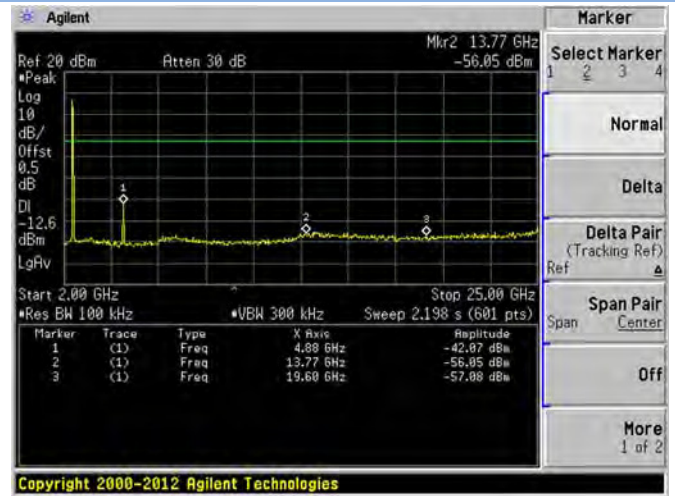 Agilent
Marker
Mkr2 13.77 GHz
Ref 20 dBm Atten 30 dB -56.05 dBm
#Peak
Log
10
dB/
Offst
0.5
dB
DI
-12.6
dBm
LgAv
1
2
3
Start 2.00 GHz ^ Stop 25.00 GHz
#Res BW 100 kHz #VBW 300 kHz Sweep 2.198 s (601 pts)
Marker Trace Type X Axis Amplitude
1 (1) Freq 4.88 GHz -42.07 dBm
2 (1) Freq 13.77 GHz -56.05 dBm
3 (1) Freq 19.60 GHz -57.08 dBm
Select Marker
1 2 3 4
Normal
Delta
Delta Pair
(Tracking Ref)
Ref Δ
Span Pair
Span Center
Off
More
1 of 2
Copyright 2000-2012 Agilent Technologies